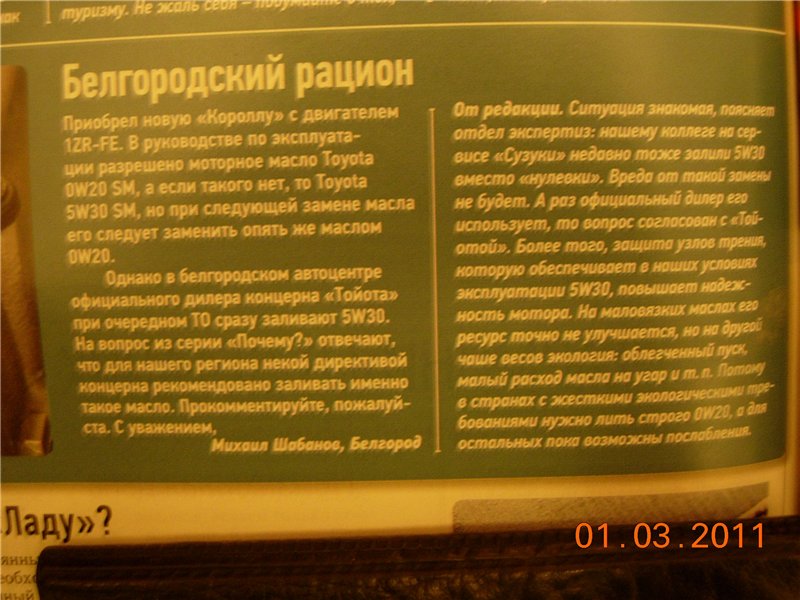 туризму. Не жаль себя –
Белгородский рацион
Приобрел новую «Короллу» с двигателем
1ZR-FE. В руководстве по эксплуата-
ции разрешено моторное масло Toyota
0W20 SM, а если такого нет, то Toyota
5W30 SM, но при следующей замене масла
его следует заменить опять же маслом
0W20.
Однако в белгородском автоцентре
официального дилера концерна «Тойота»
при очередном ТО сразу заливают 5W30.
На вопрос из серии «Почему?» отвечают,
что для нашего региона некой директивой
концерна рекомендовано заливать именно
такое масло. Прокомментируйте, пожалуй-
ста. С уважением,
Михаил Шабанов, Белгород
От редакции. Ситуация знакомая, поясняет
отдел экспертиз: нашему коллеге на сер-
висе «Сузуки» недавно тоже залили 5W30
вместо «нулевки». Вреда от такой замены
не будет. А раз официальный дилер его
использует, то вопрос согласован с «Той-
отой». Более того, защита узлов трения,
которую обеспечивает в наших условиях
эксплуатации 5W30, повышает надеж-
ность мотора. На маловязких маслах его
ресурс точно не улучшается, но на другой
чаше весов экология: облегченный пуск,
малый расход масла на угар и т. п. Потому
в странах с жесткими экологическими тре-
бованиями нужно лить строго 0W20, а для
остальных пока возможны послабления.
Ладу»?
01.03.2011